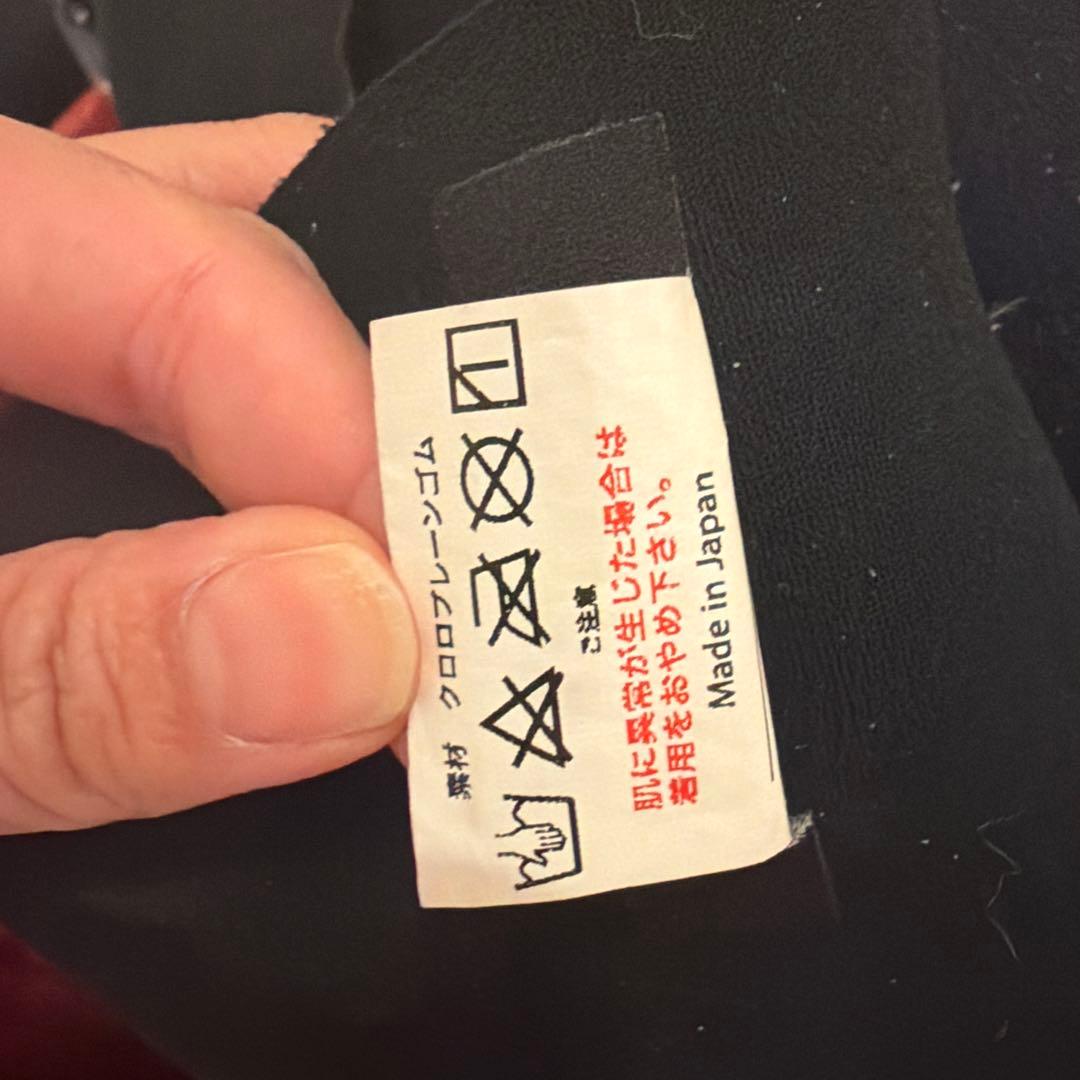 素材 クロロプレーンゴム
ご注意
肌に異常が生じた場合は
着用をおやめ下さい。
Made in Japan